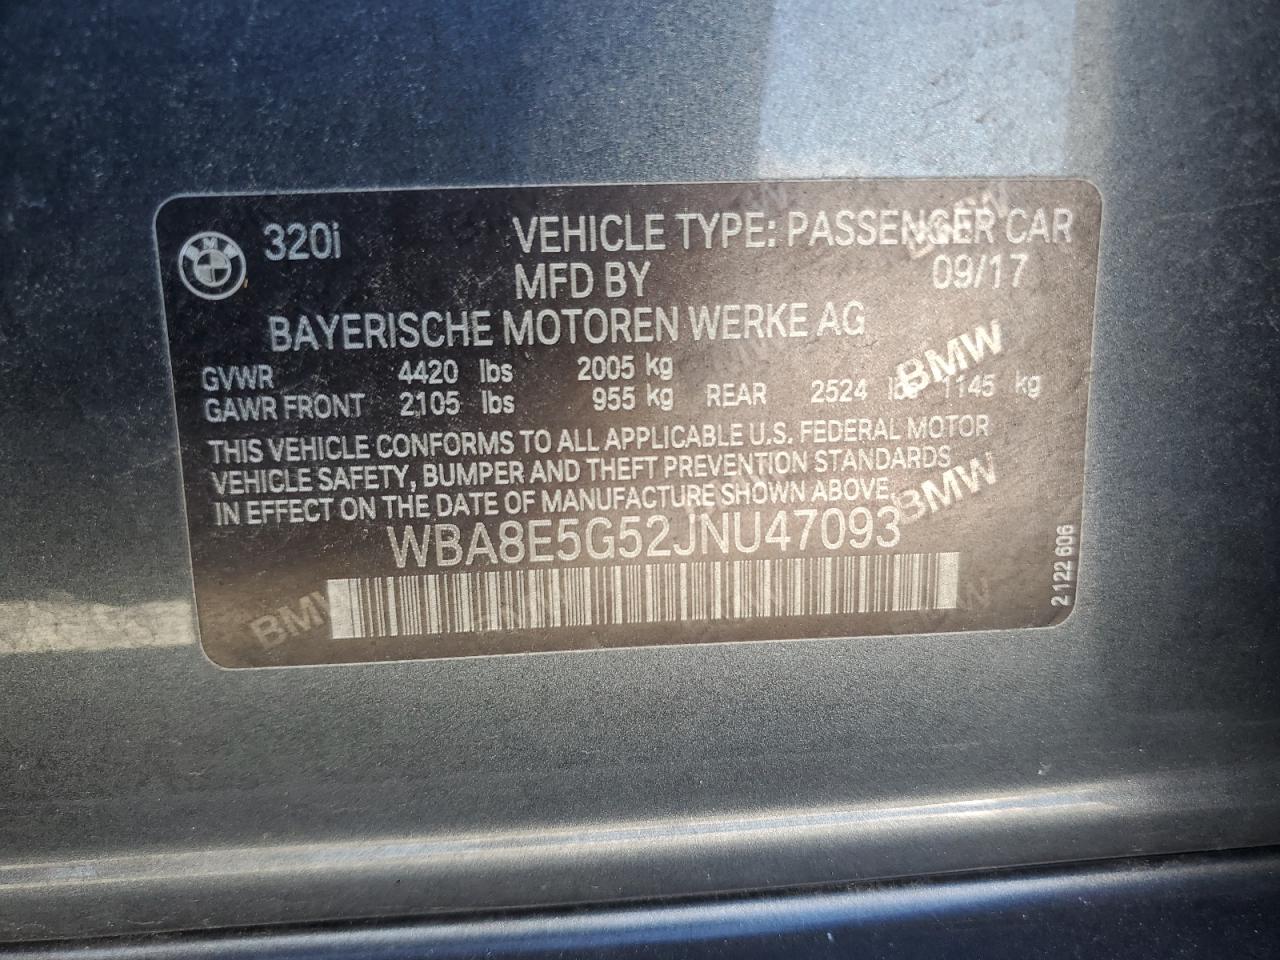 320i VEHICLE TYPE: PASSENGER CAR
MFD BY 09/17
BAYERISCHE MOTOREN WERKE AG
GVWR 4420 lbs 2005 kg
GAWR FRONT 2105 lbs 955 kg REAR 2524 lbs 1145 kg
THIS VEHICLE CONFORMS TO ALL APPLICABLE U.S. FEDERAL MOTOR
VEHICLE SAFETY, BUMPER AND THEFT PREVENTION STANDARDS
IN EFFECT ON THE DATE OF MANUFACTURE SHOWN ABOVE.
WBA8E5G52JNU47093
2 122 606
BMW
BMW
BMW
BMW
BMW